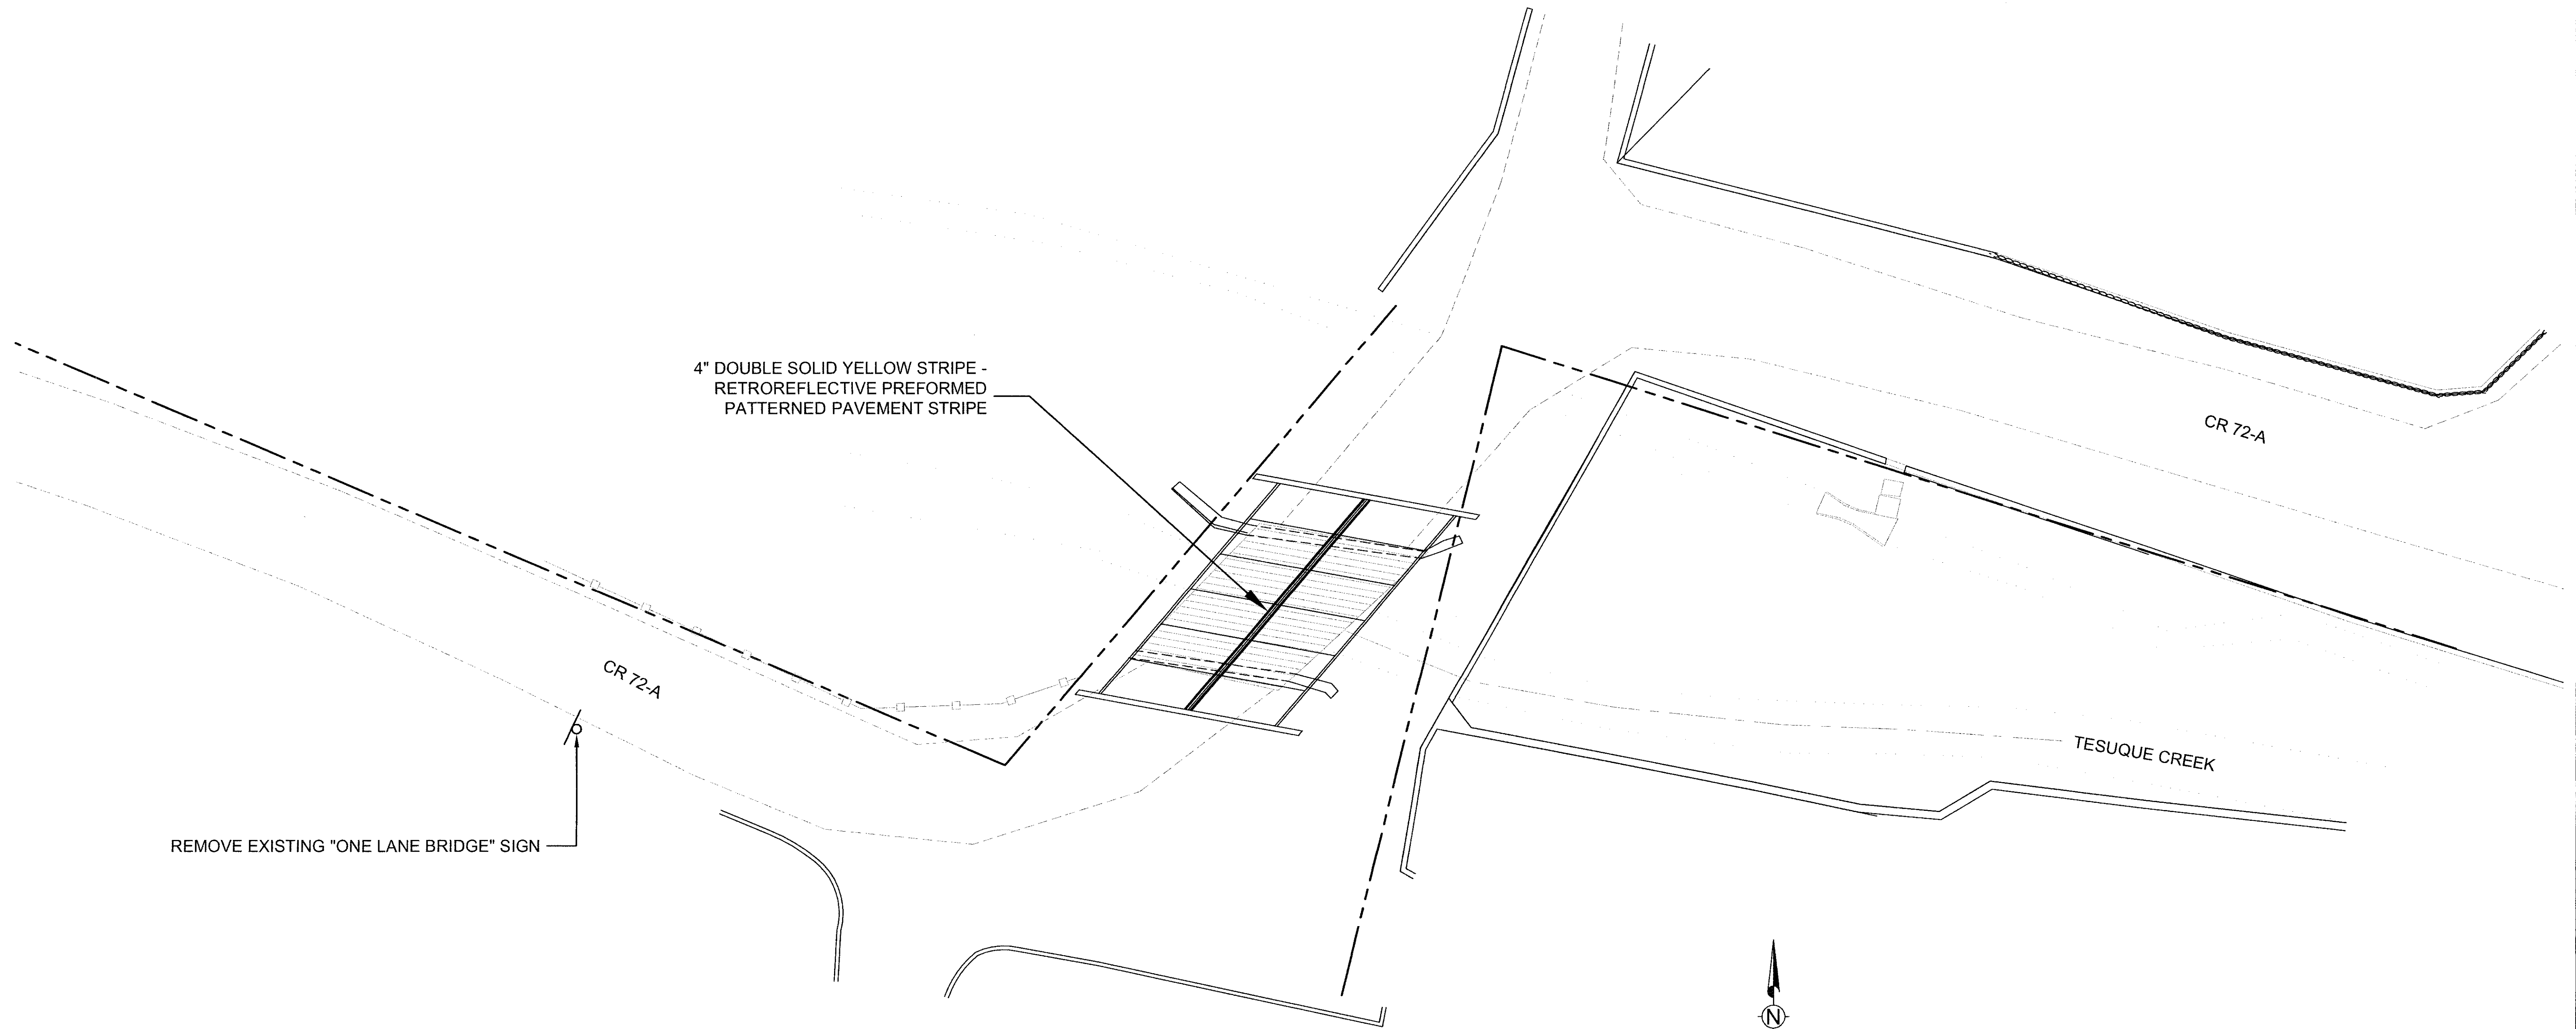 4" DOUBLE SOLID YELLOW STRIPE -
RETROREFLECTIVE PREFORMED
PATTERNED PAVEMENT STRIPE
CR 72-A
CR 72-A
TESUQUE CREEK
REMOVE EXISTING "ONE LANE BRIDGE" SIGN
N